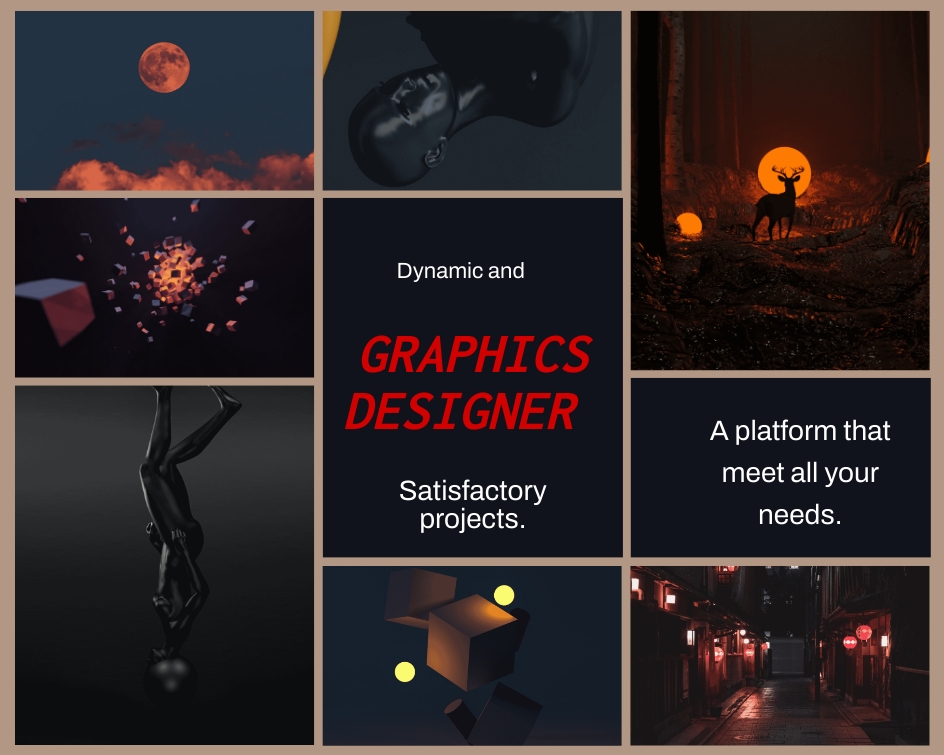 Dynamic and
GRAPHICS
DESIGNER
Satisfactory
projects.
A platform that
meet all your
needs.